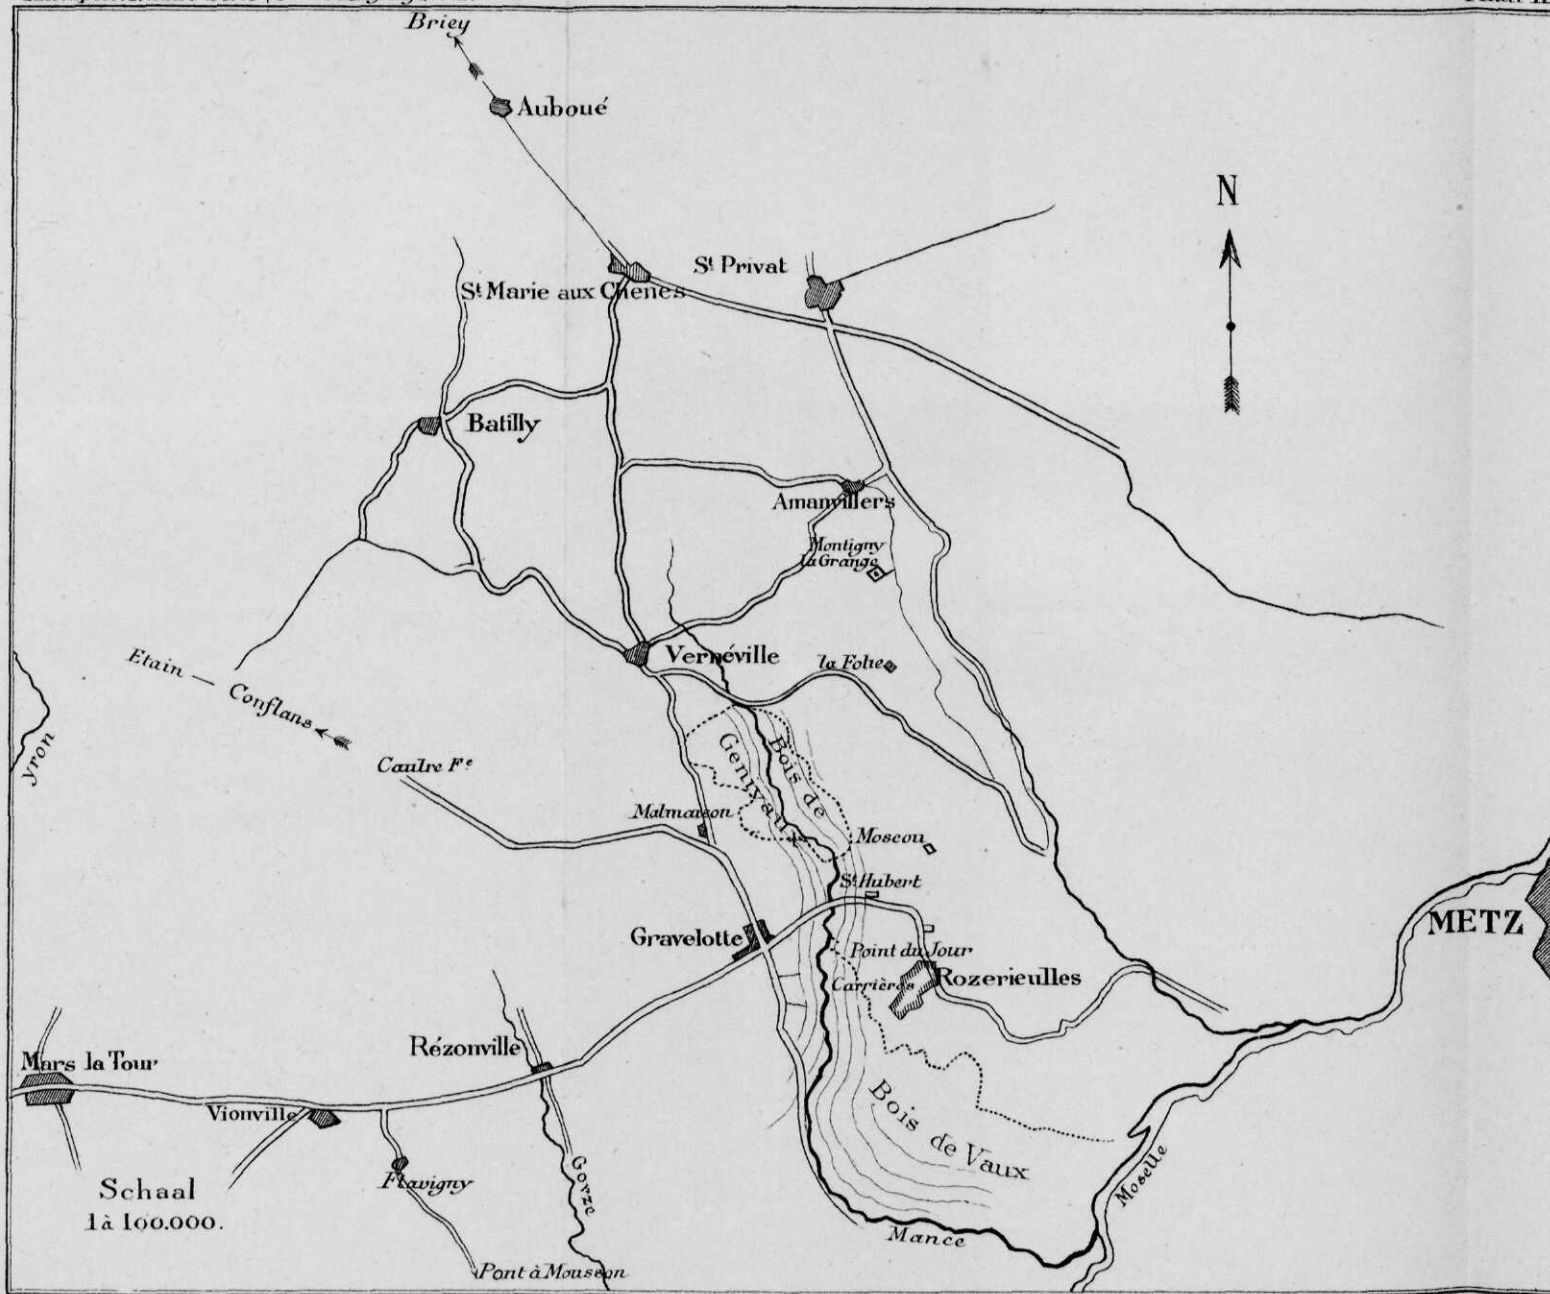 Briey
Auboué
N
St Privat
St Marie aux Chenes
Batilly
Amanvillers
Montigny
la Grange
Vernéville
la Folie
Etain — Conflans
yron
Caulre Fe
Genivaux
Bois de
Malmaison
Moscou
St Hubert
METZ
Gravelotte
Point du Jour
Carrières
Rozerieulles
Rézonville
Mars la Tour
Vionville
Bois de Vaux
Flavigny
Gorze
Moselle
Schaal
1 à 100.000.
Mance
Pont à Mousson